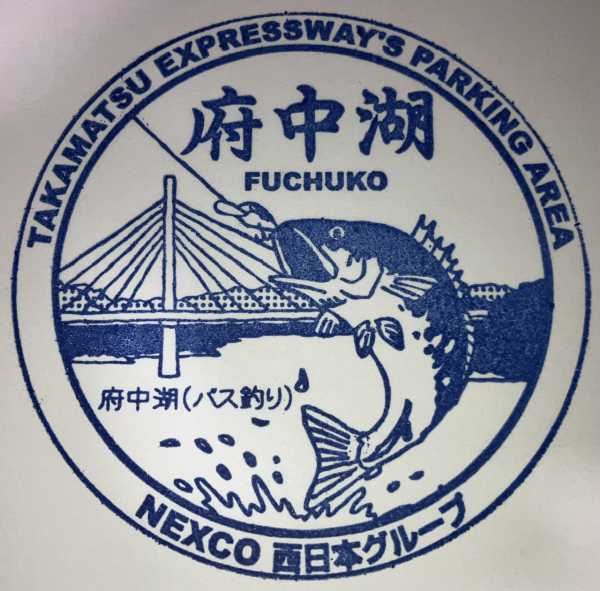 TAKAMATSU EXPRESSWAY'S PARKING AREA
府中湖
FUCHUKO
府中湖(バス釣り)
NEXCO 西日本グループ